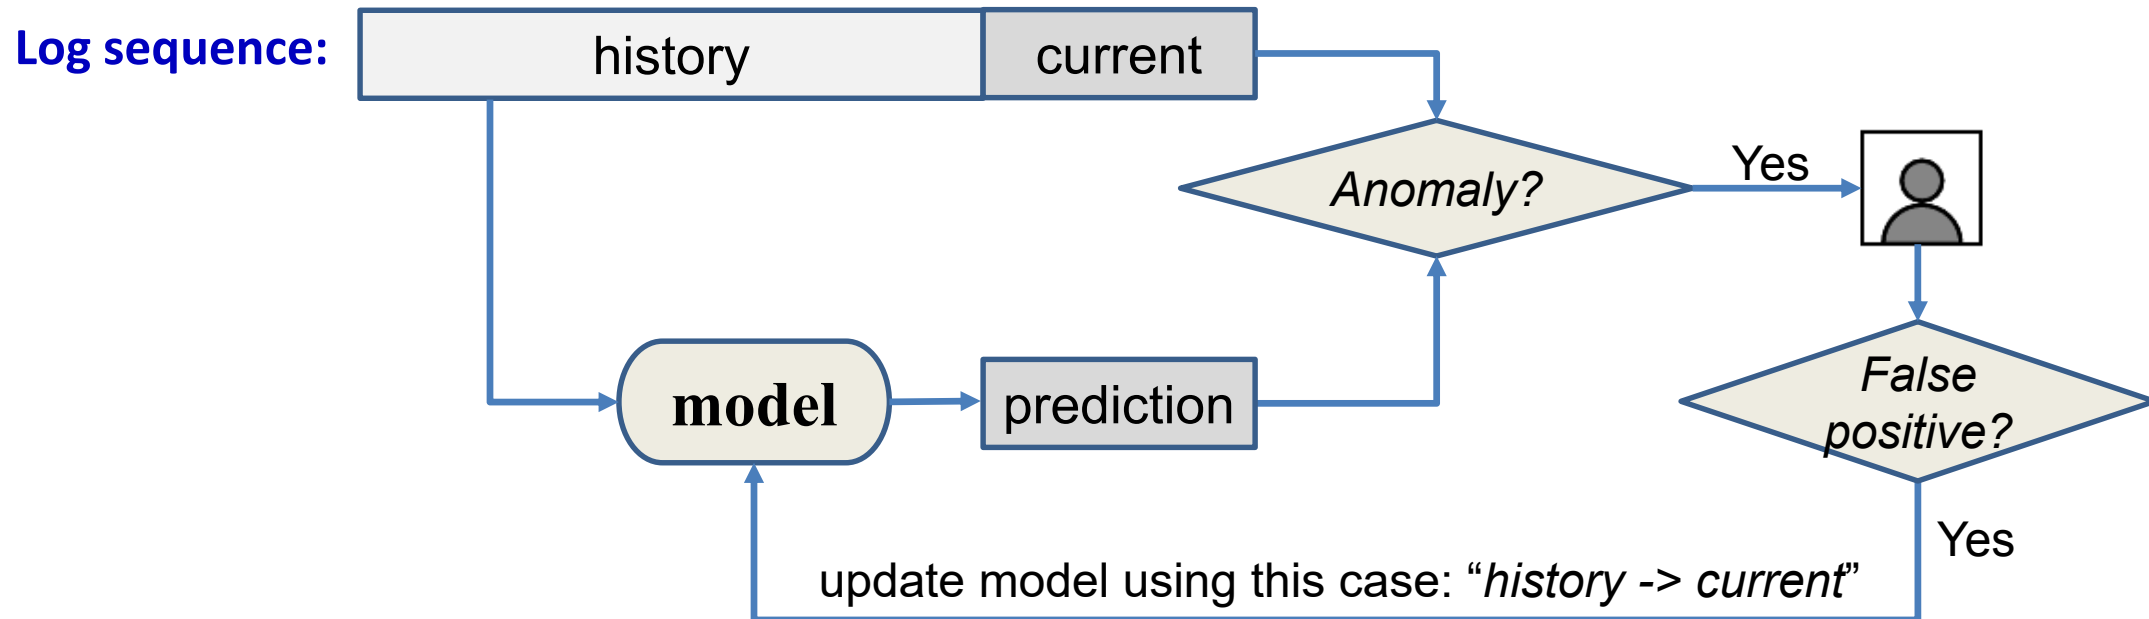 Log sequence:
history
current
Anomaly?
Yes
model
prediction
False
positive?
Yes
update model using this case: “history -> current”